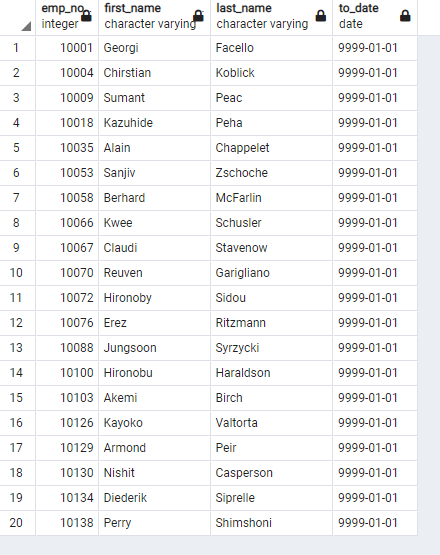 emp_no first_name last_name to_date
integer character varying character varying date
1 10001 Georgi Facello 9999-01-01
2 10004 Chirstian Koblick 9999-01-01
3 10009 Sumant Peac 9999-01-01
4 10018 Kazuhide Peha 9999-01-01
5 10035 Alain Chappelet 9999-01-01
6 10053 Sanjiv Zschoche 9999-01-01
7 10058 Berhard McFarlin 9999-01-01
8 10066 Kwee Schusler 9999-01-01
9 10067 Claudi Stavenow 9999-01-01
10 10070 Reuven Garigliano 9999-01-01
11 10072 Hironoby Sidou 9999-01-01
12 10076 Erez Ritzmann 9999-01-01
13 10088 Jungsoon Syrzycki 9999-01-01
14 10100 Hironobu Haraldson 9999-01-01
15 10103 Akemi Birch 9999-01-01
16 10126 Kayoko Valtorta 9999-01-01
17 10129 Armond Peir 9999-01-01
18 10130 Nishit Casperson 9999-01-01
19 10134 Diederik Siprelle 9999-01-01
20 10138 Perry Shimshoni 9999-01-01